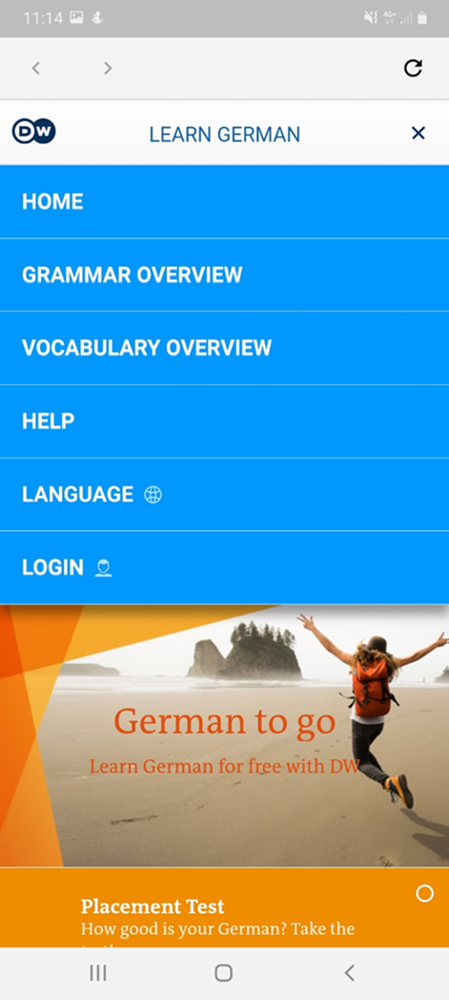 11:14
4G+
DW
LEARN GERMAN
HOME
GRAMMAR OVERVIEW
VOCABULARY OVERVIEW
HELP
LANGUAGE
LOGIN
German to go
Learn German for free with DW
Placement Test
How good is your German? Take the